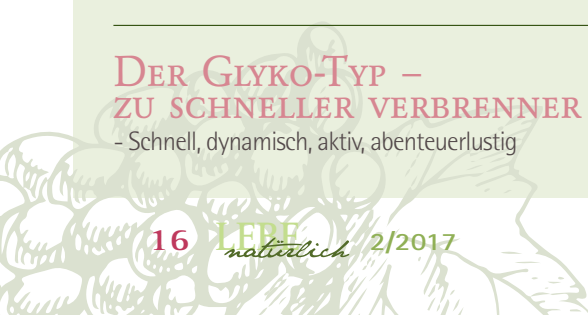 Der Glyko-Typ –
zu schneller verbrenner
- Schnell, dynamisch, aktiv, abenteuerlustig
16 LEBE natürlich 2/2017